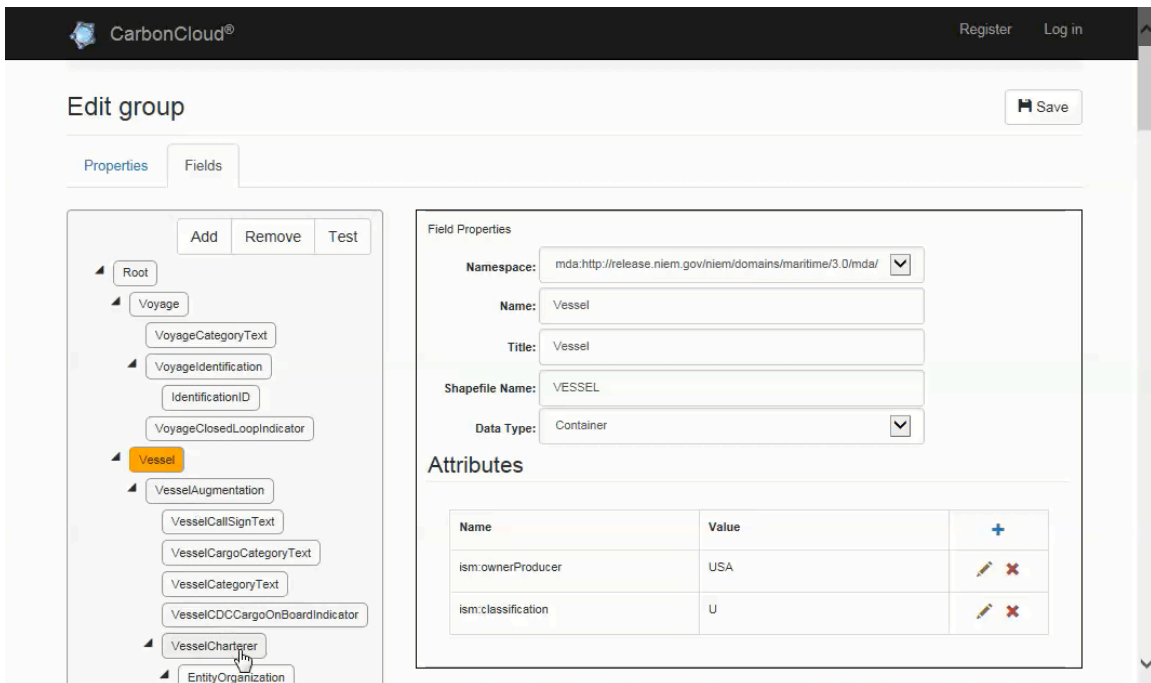 CarbonCloud®
Register Log in
Edit group
Save
Properties Fields
Add Remove Test
Root
Voyage
VoyageCategoryText
VoyageIdentification
IdentificationID
VoyageClosedLoopIndicator
Vessel
VesselAugmentation
VesselCallSignText
VesselCargoCategoryText
VesselCategoryText
VesselCDCCargoOnBoardIndicator
VesselCharterer
EntityOrganization
Field Properties
Namespace: mda:http://release.niem.gov/niem/domains/maritime/3.0/mda/
Name: Vessel
Title: Vessel
Shapefile Name: VESSEL
Data Type: Container
Attributes
Name Value
ism:ownerProducer USA
ism:classification U